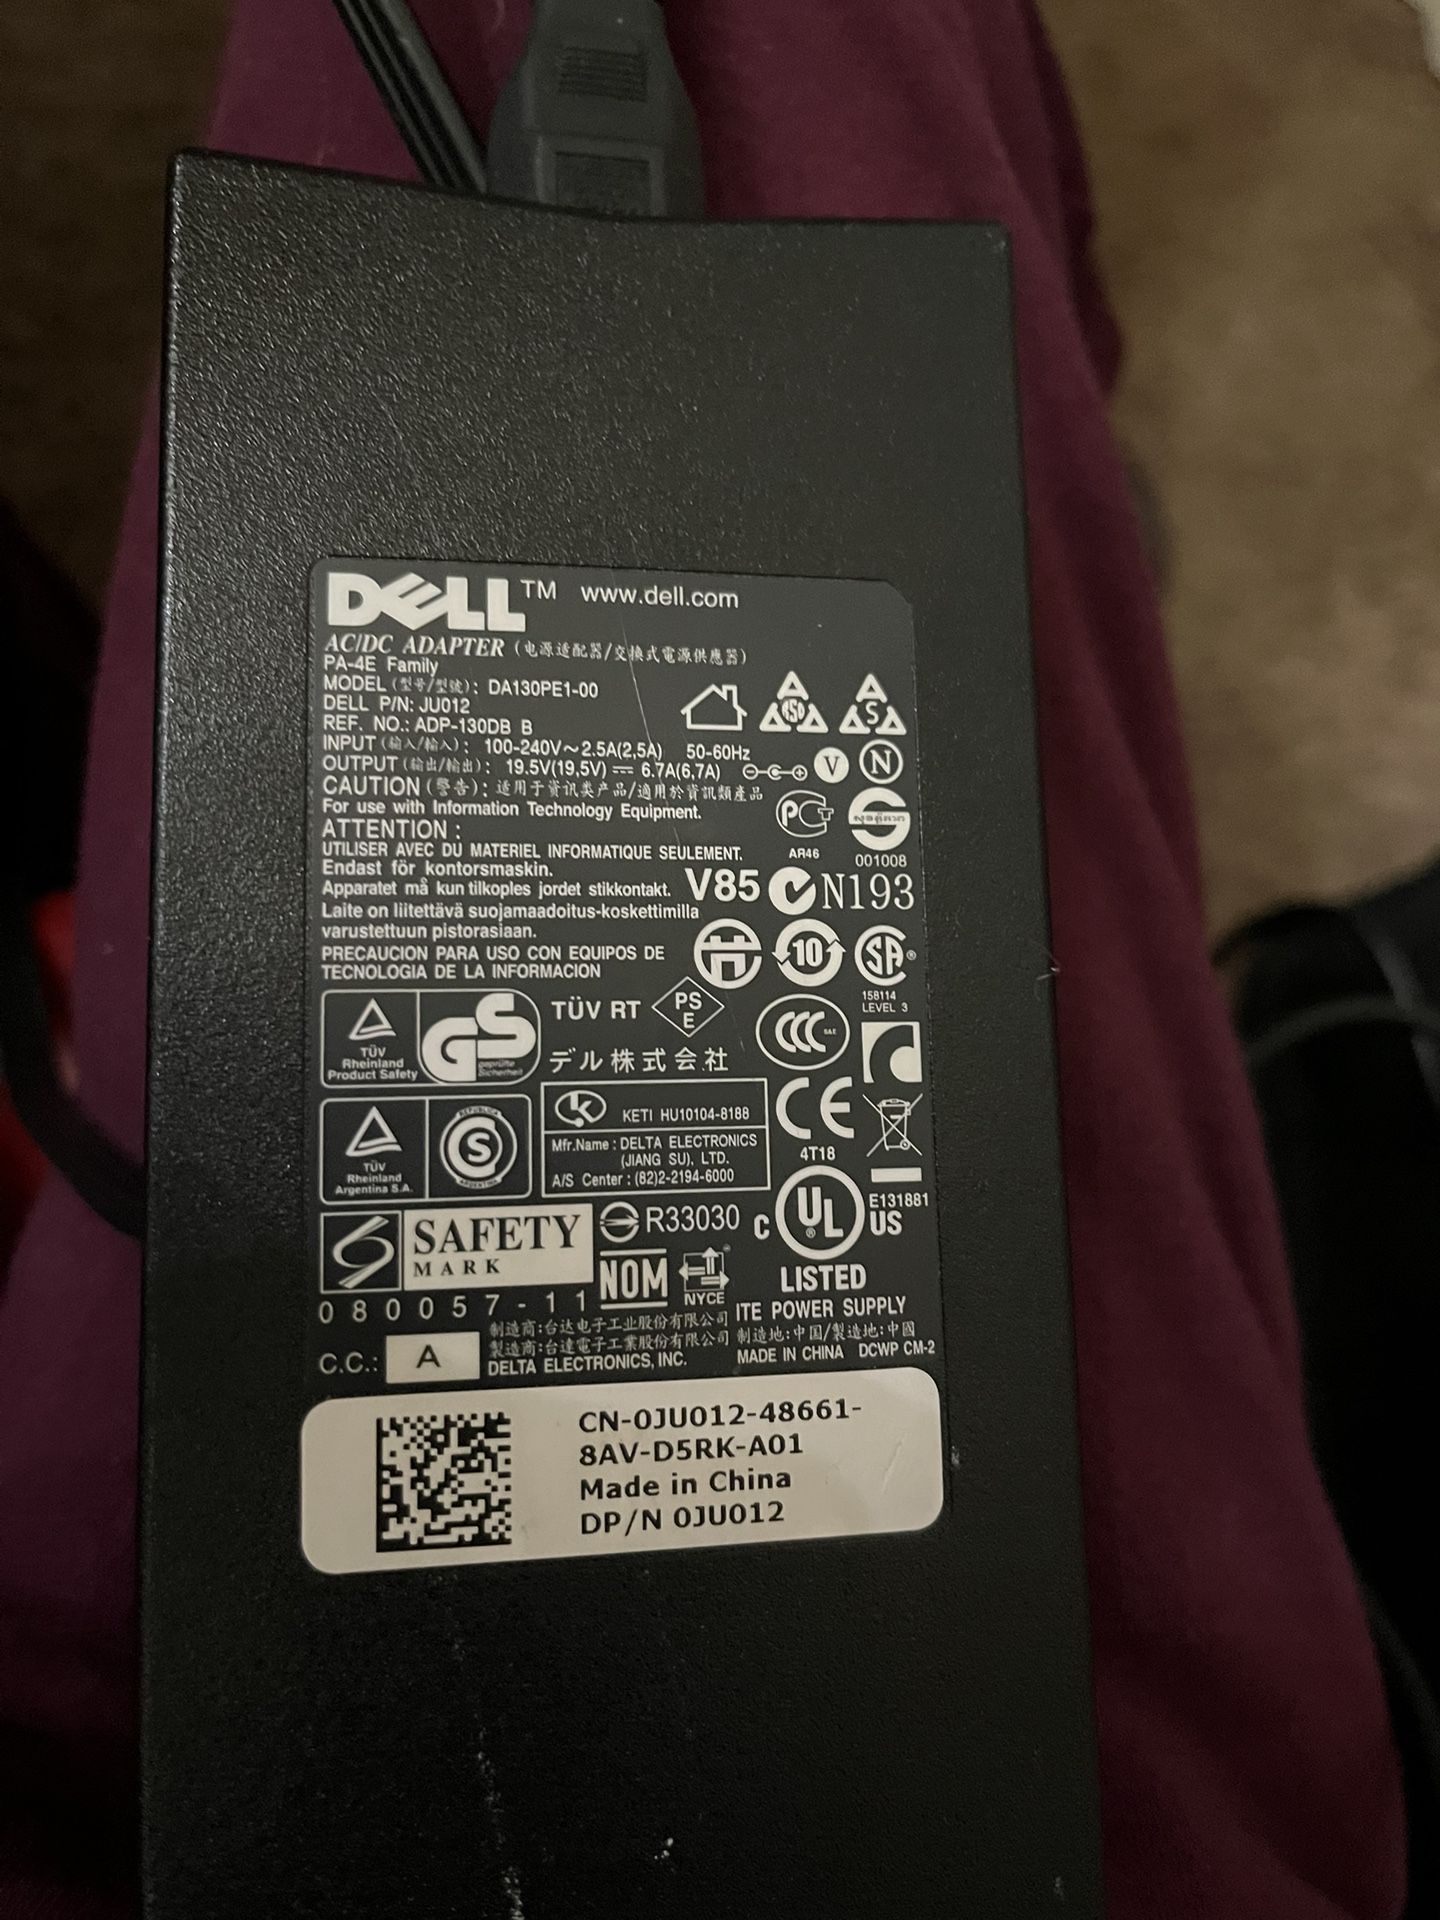 DELL™ www.dell.com
AC/DC ADAPTER (电源适配器/交換式電源供應器)
PA-4E Family
MODEL (型号/型號): DA130PE1-00
DELL P/N: JU012
REF. NO.: ADP-130DB B
INPUT (输入/輸入): 100-240V~2.5A(2,5A) 50-60Hz
OUTPUT (输出/輸出): 19.5V(19,5V) ⎓ 6.7A(6,7A)
V N
CAUTION (警告): 适用于资讯类产品/適用於資訊類產品
For use with Information Technology Equipment.
PCT
AR46
001008
ATTENTION :
UTILISER AVEC DU MATERIEL INFORMATIQUE SEULEMENT.
Endast för kontorsmaskin.
Apparatet må kun tilkoples jordet stikkontakt.
V85 N193
Laite on liitettävä suojamaadoitus-koskettimilla
varustettuun pistorasiaan.
PRECAUCION PARA USO CON EQUIPOS DE
TECNOLOGIA DE LA INFORMACION
10 SA®
158114
LEVEL 3
TÜV
Rheinland
Product Safety
GS
geprüfte
Sicherheit
TÜV RT
PS
E
CCC
S&E
デル株式会社
TÜV
Rheinland
Argentina S.A.
REPUBLICA
S
ARGENTINA
KETI HU10104-8188
Mfr.Name : DELTA ELECTRONICS
(JIANG SU). LTD.
A/S Center : (82)2-2194-6000
CE
4T18
SAFETY
MARK
080057-11
R33030
NOM
NYCE
C UL US
®
E131881
LISTED
ITE POWER SUPPLY
C.C.: A
制造商:台达电子工业股份有限公司
製造商:台達電子工業股份有限公司
DELTA ELECTRONICS, INC.
制造地:中国/製造地:中國
MADE IN CHINA DCWP CM-2
CN-0JU012-48661-
8AV-D5RK-A01
Made in China
DP/N 0JU012